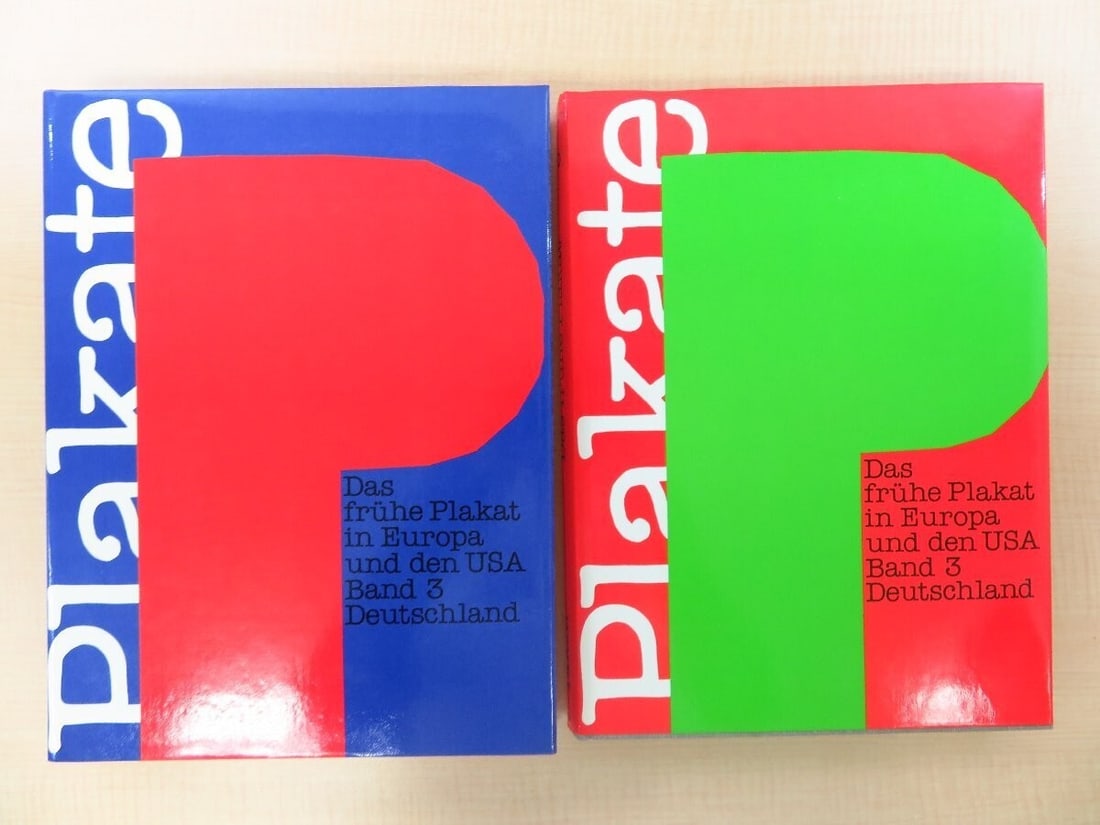 Plakate
Das
frühe Plakat
in Europa
und den USA
Band 3
Deutschland
Plakate
Das
frühe Plakat
in Europa
und den USA
Band 3
Deutschland